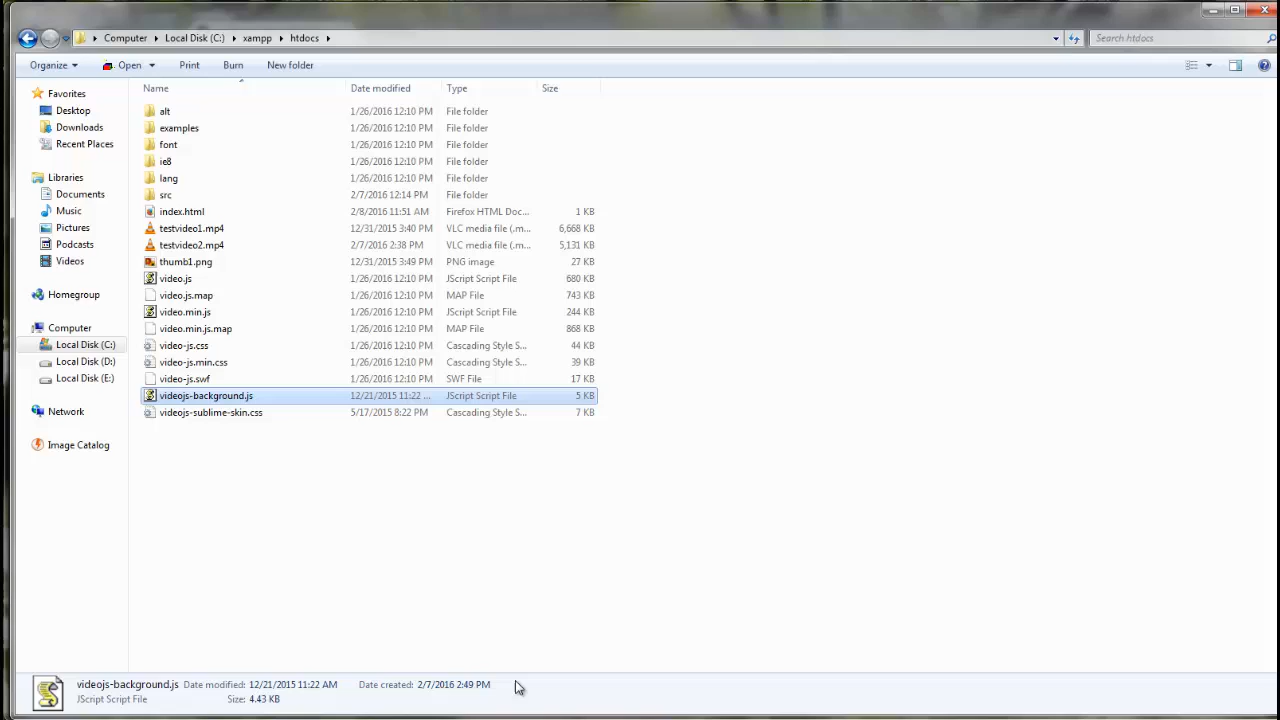 Computer Local Disk (C:) xampp htdocs Search htdocs
Organize Open Print Burn New folder
Name Date modified Type Size
Favorites
Desktop
Downloads
Recent Places
Libraries
Documents
Music
Pictures
Podcasts
Videos
Homegroup
Computer
Local Disk (C:)
Local Disk (D:)
Local Disk (E:)
Network
Image Catalog
alt 1/26/2016 12:10 PM File folder
examples 1/26/2016 12:10 PM File folder
font 1/26/2016 12:10 PM File folder
ie8 1/26/2016 12:10 PM File folder
lang 1/26/2016 12:10 PM File folder
src 2/7/2016 12:14 PM File folder
index.html 2/8/2016 11:51 AM Firefox HTML Doc... 1 KB
testvideo1.mp4 12/31/2015 3:40 PM VLC media file (.m... 6,668 KB
testvideo2.mp4 2/7/2016 2:38 PM VLC media file (.m... 5,131 KB
thumb1.png 12/31/2015 3:49 PM PNG image 27 KB
video.js 1/26/2016 12:10 PM JScript Script File 680 KB
video.js.map 1/26/2016 12:10 PM MAP File 743 KB
video.min.js 1/26/2016 12:10 PM JScript Script File 244 KB
video.min.js.map 1/26/2016 12:10 PM MAP File 868 KB
video-js.css 1/26/2016 12:10 PM Cascading Style S... 44 KB
video-js.min.css 1/26/2016 12:10 PM Cascading Style S... 39 KB
video-js.swf 1/26/2016 12:10 PM SWF File 17 KB
videojs-background.js 12/21/2015 11:22 ... JScript Script File 5 KB
videojs-sublime-skin.css 5/17/2015 8:22 PM Cascading Style S... 7 KB
videojs-background.js Date modified: 12/21/2015 11:22 AM Date created: 2/7/2016 2:49 PM
JScript Script File Size: 4.43 KB